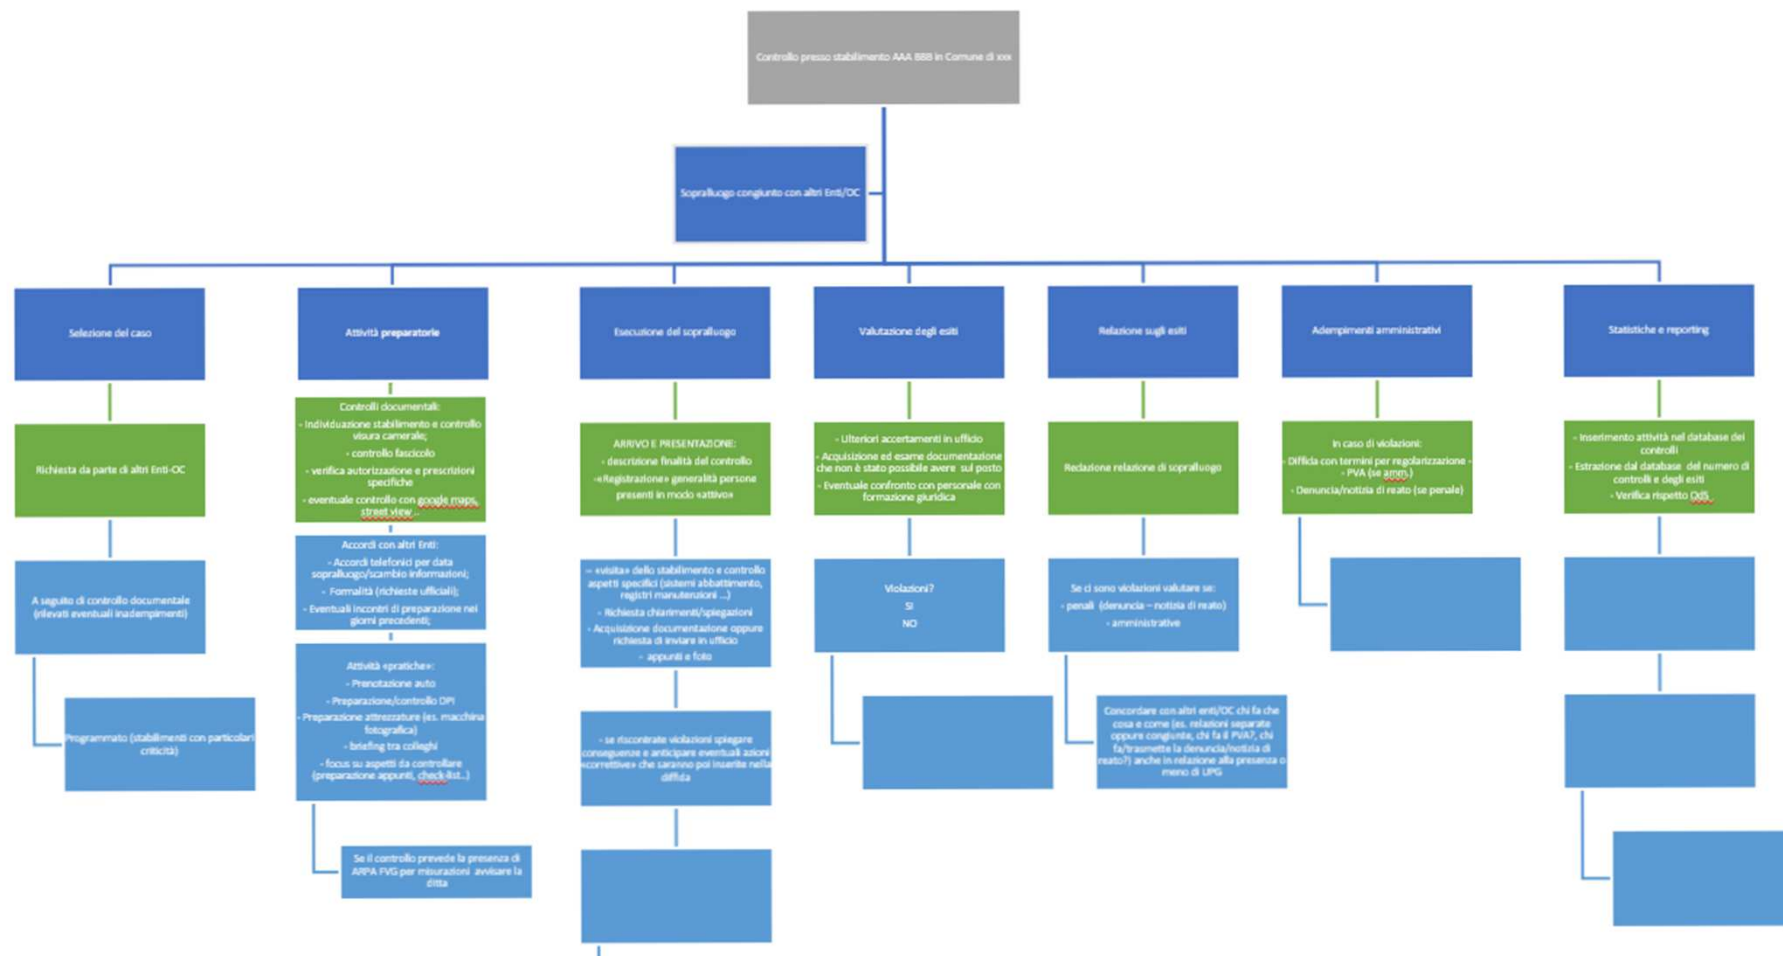 Controllo presso stabilimento AAA BBB in Comune di xxx
Sopralluogo congiunto con altri Enti/OC
Selezione del caso
Richiesta da parte di altri Enti-OC
A seguito di controllo documentale
(rilevati eventuali inadempimenti)
Programmato (stabilimenti con particolari
criticità)
Attività preparatorie
Controlli documentali:
- Individuazione stabilimento e controllo
visura camerale;
- controllo fascicolo
- verifica autorizzazione e prescrizioni
specifiche
- eventuale controllo con google maps,
street view ..
Accordi con altri Enti:
- Accordi telefonici per data
sopralluogo/scambio informazioni;
- Formalità (richieste ufficiali);
- Eventuali incontri di preparazione nei
giorni precedenti;
Attività «pratiche»:
- Prenotazione auto
- Preparazione/controllo DPI
- Preparazione attrezzature (es. macchina
fotografica)
- briefing tra colleghi
- focus su aspetti da controllare
(preparazione appunti, check-list..)
Se il controllo prevede la presenza di
ARPA FVG per misurazioni avvisare la
ditta
Esecuzione del sopralluogo
ARRIVO E PRESENTAZIONE:
- descrizione finalità del controllo
-«Registrazione» generalità persone
presenti in modo «attivo»
-- «visita» dello stabilimento e controllo
aspetti specifici (sistemi abbattimento,
registri manutenzioni ...)
- Richiesta chiarimenti/spiegazioni
- Acquisizione documentazione oppure
richiesta di inviare in ufficio
- appunti e foto
- se riscontrate violazioni spiegare
conseguenze e anticipare eventuali azioni
«correttive» che saranno poi inserite nella
diffida
Valutazione degli esiti
- Ulteriori accertamenti in ufficio
- Acquisizione ed esame documentazione
che non è stato possibile avere sul posto
- Eventuale confronto con personale con
formazione giuridica
Violazioni?
SI
NO
Relazione sugli esiti
Redazione relazione di sopralluogo
Se ci sono violazioni valutare se:
- penali (denuncia – notizia di reato)
- amministrative
Concordare con altri enti/OC chi fa che
cosa e come (es. relazioni separate
oppure congiunte, chi fa il PVA?, chi
fa/trasmette la denuncia/notizia di
reato?) anche in relazione alla presenza o
meno di UPG
Adempimenti amministrativi
In caso di violazioni:
- Diffida con termini per regolarizzazione -
- PVA (se amm.)
- Denuncia/notizia di reato (se penale)
Statistiche e reporting
- Inserimento attività nel database dei
controlli
- Estrazione dal database del numero di
controlli e degli esiti
- Verifica rispetto OdS..